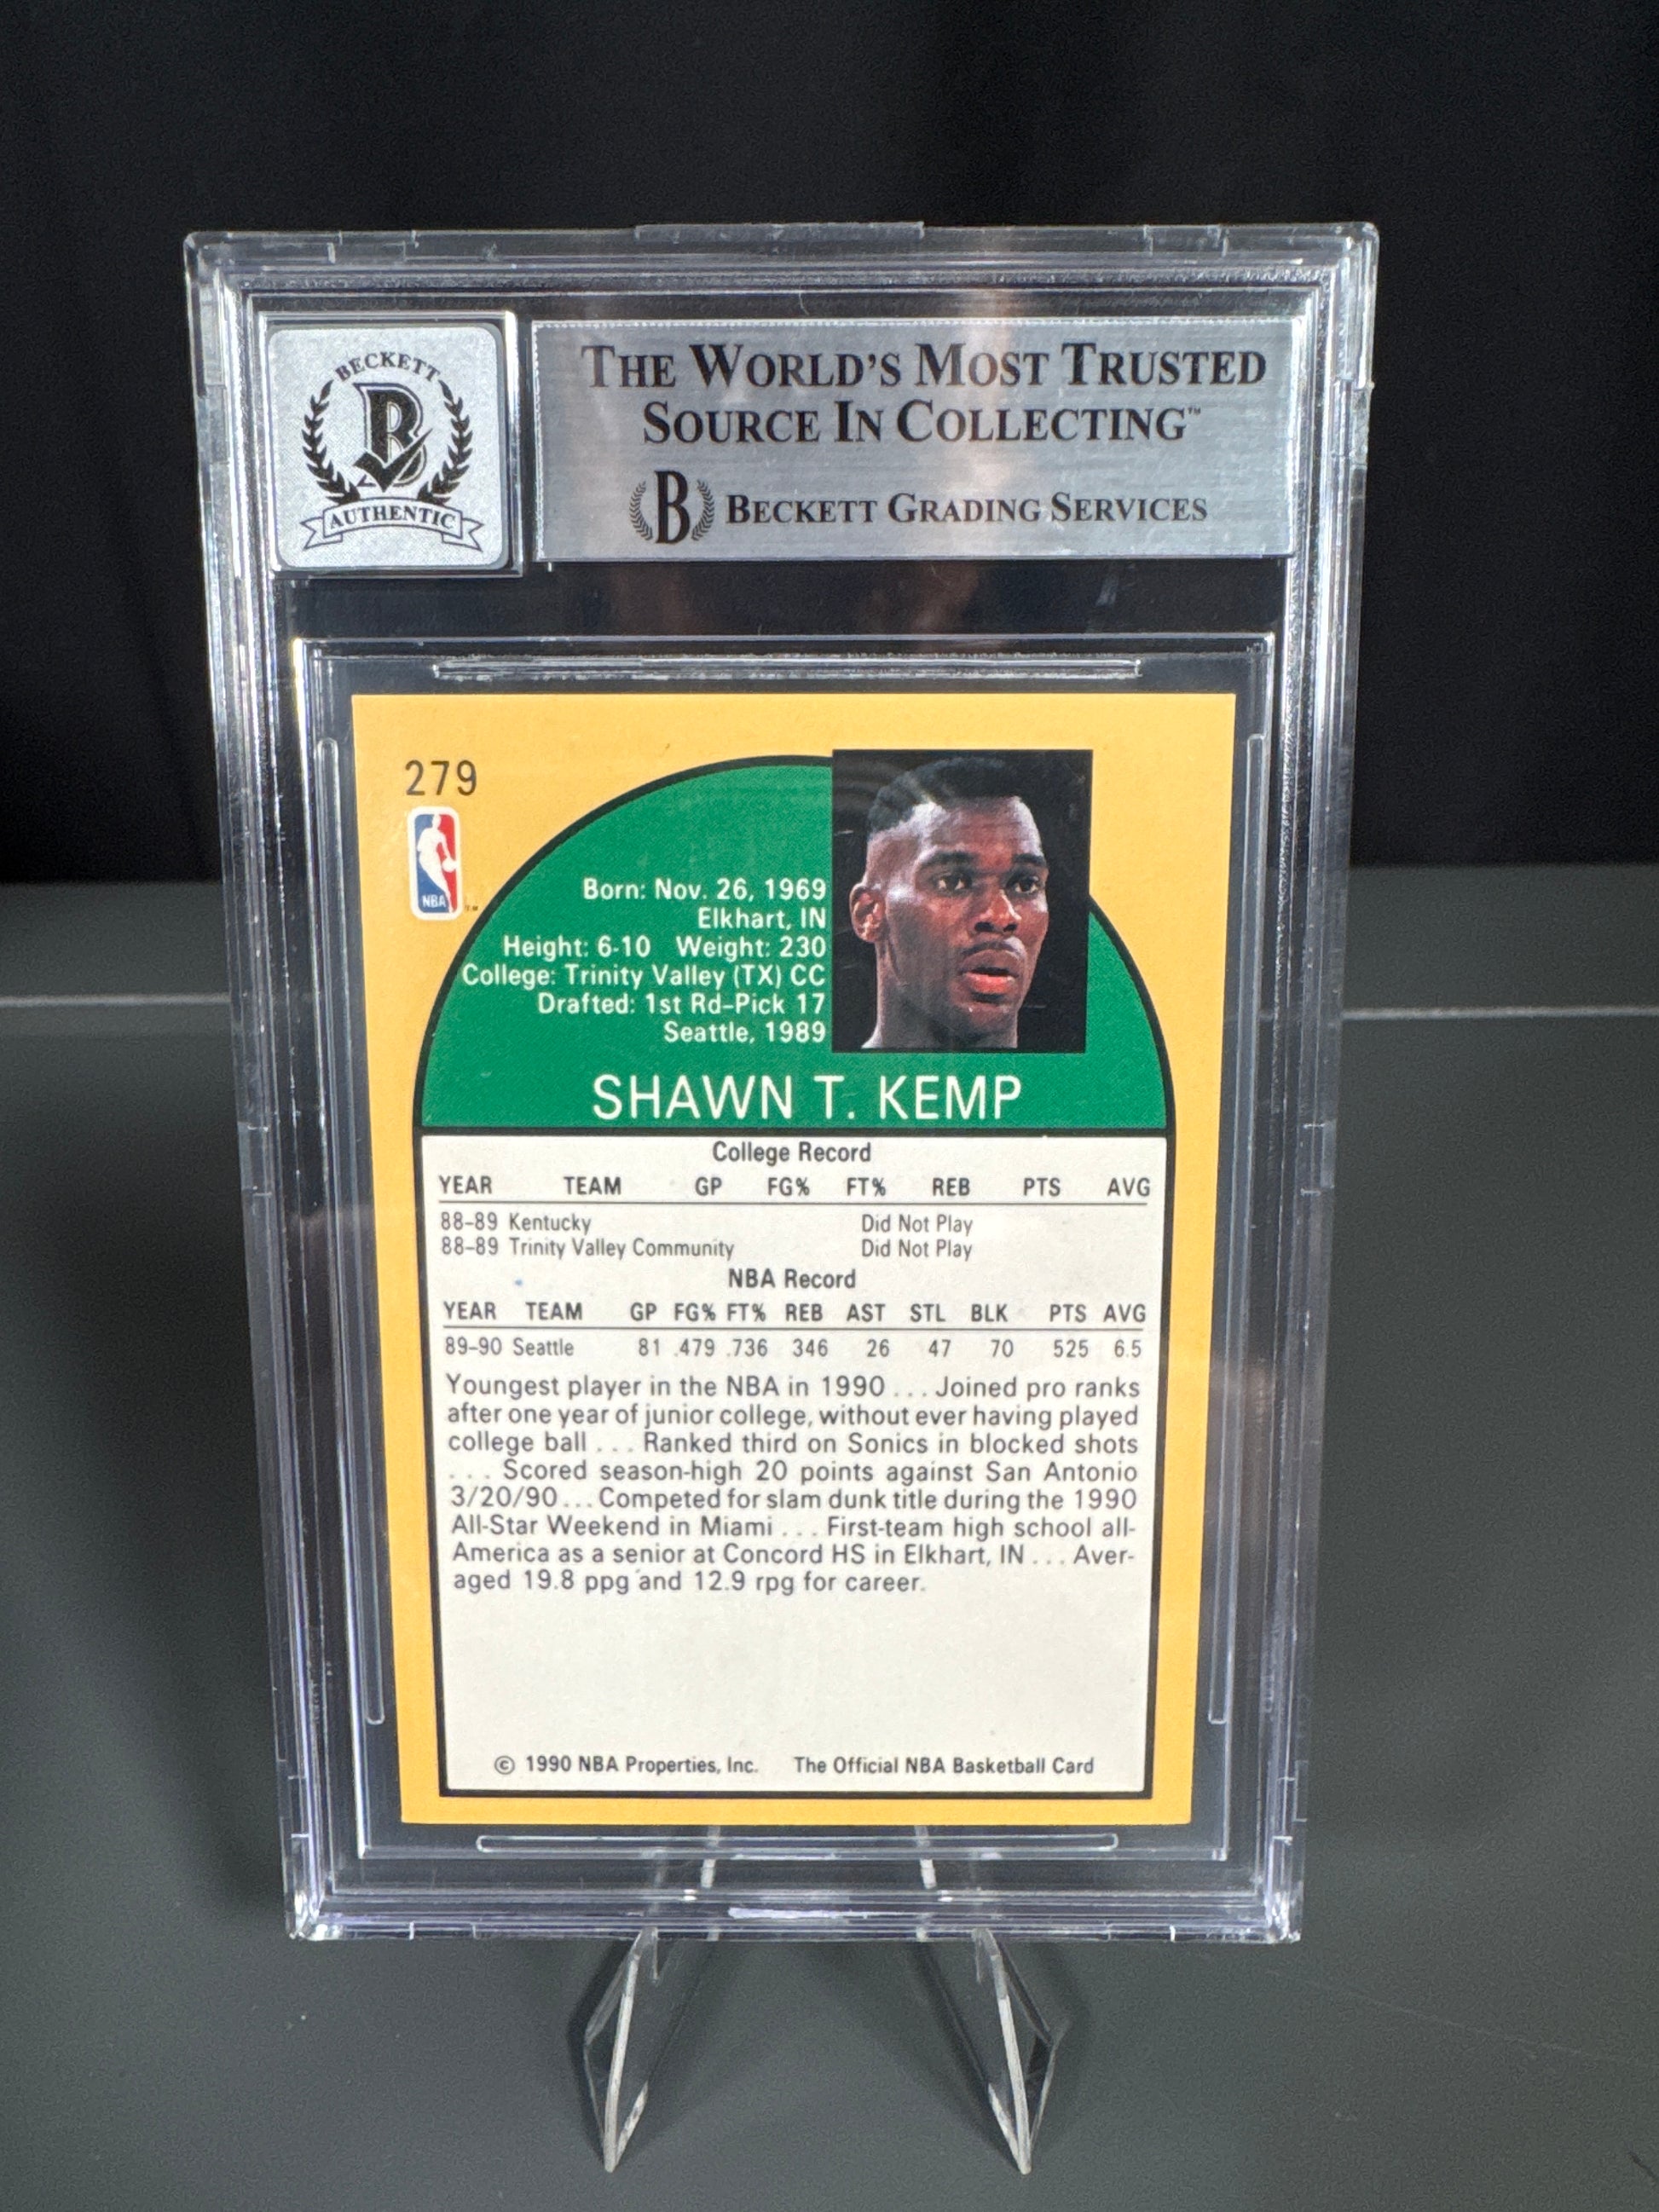 BECKETT
B
AUTHENTIC
THE WORLD'S MOST TRUSTED
SOURCE IN COLLECTING™
B BECKETT GRADING SERVICES
279
NBA
™
Born: Nov. 26, 1969
Elkhart, IN
Height: 6-10 Weight: 230
College: Trinity Valley (TX) CC
Drafted: 1st Rd-Pick 17
Seattle, 1989
SHAWN T. KEMP
College Record
YEAR TEAM GP FG% FT% REB PTS AVG
88-89 Kentucky Did Not Play
88-89 Trinity Valley Community Did Not Play
NBA Record
YEAR TEAM GP FG% FT% REB AST STL BLK PTS AVG
89-90 Seattle 81 .479 .736 346 26 47 70 525 6.5
Youngest player in the NBA in 1990 ... Joined pro ranks
after one year of junior college, without ever having played
college ball ... Ranked third on Sonics in blocked shots
... Scored season-high 20 points against San Antonio
3/20/90 ... Competed for slam dunk title during the 1990
All-Star Weekend in Miami ... First-team high school all-
America as a senior at Concord HS in Elkhart, IN ... Aver-
aged 19.8 ppg and 12.9 rpg for career.
© 1990 NBA Properties, Inc. The Official NBA Basketball Card